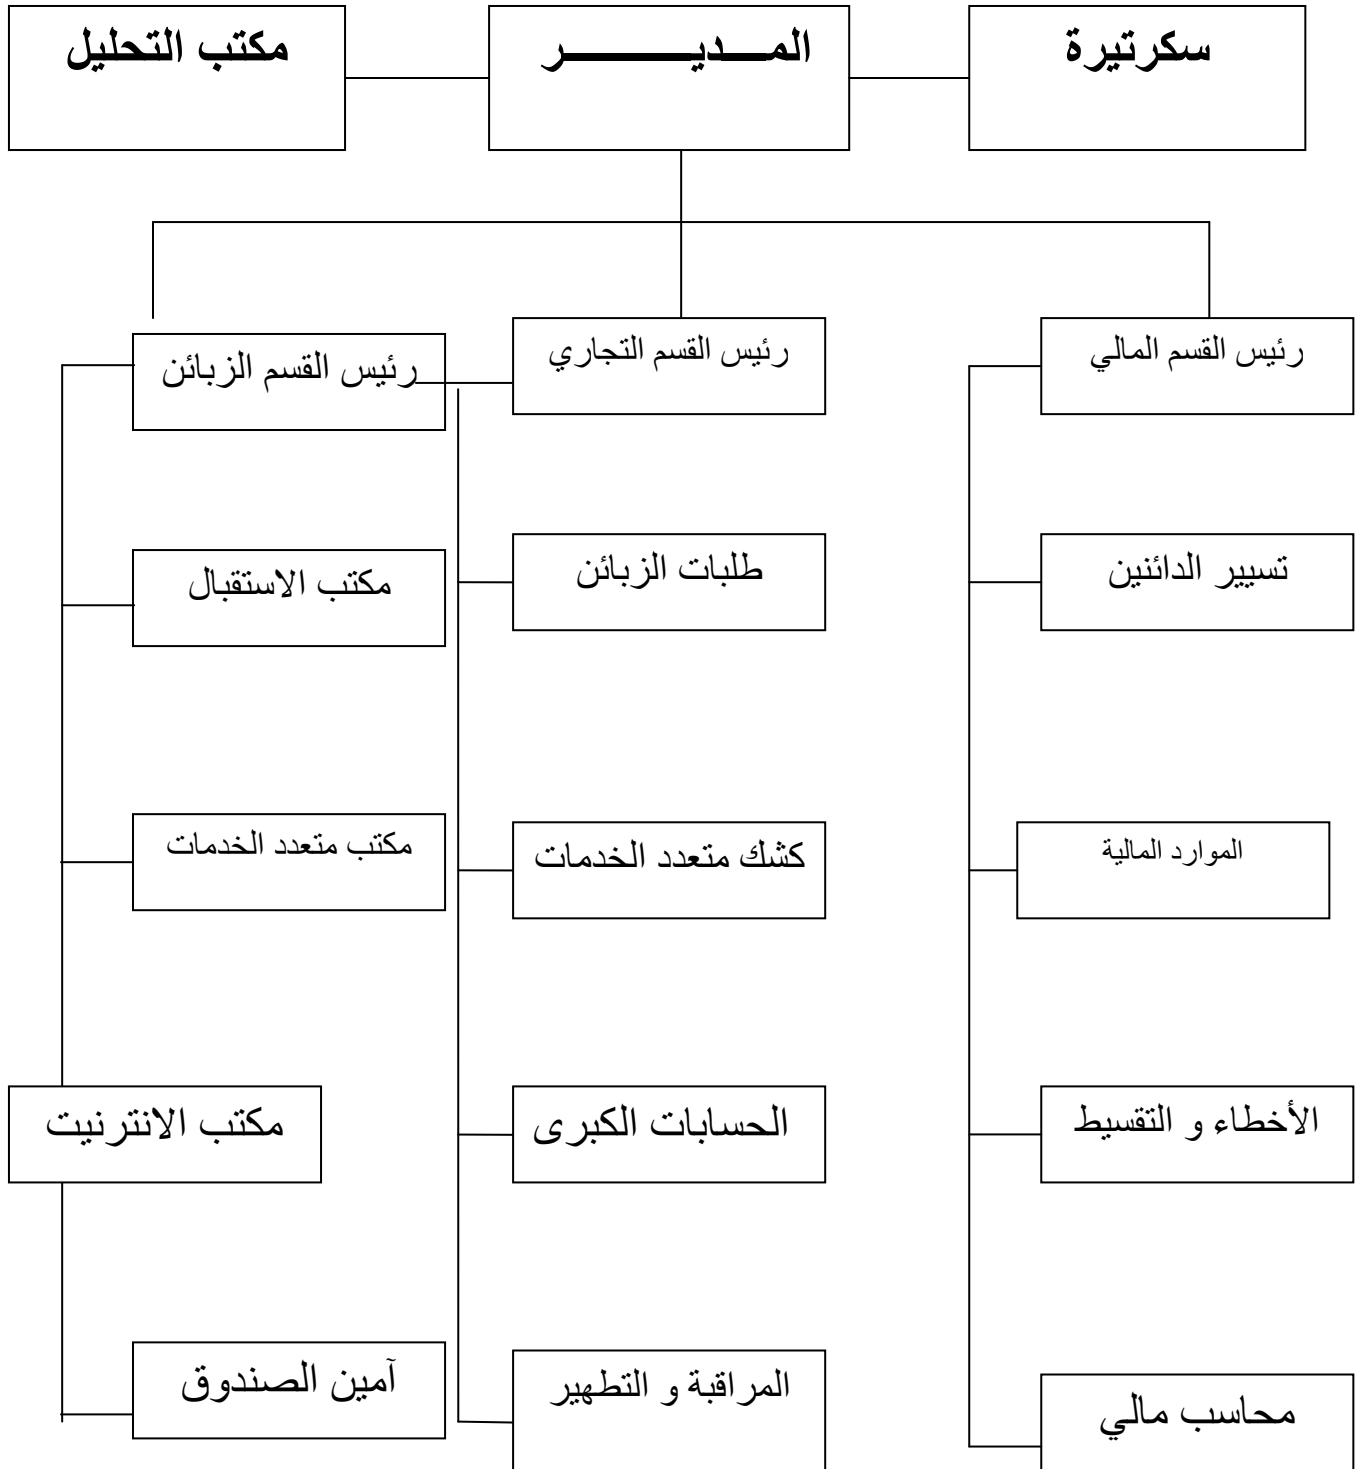 سكرتيرة
المـــديـــــــــر
مكتب التحليل
رئيس القسم المالي
رئيس القسم التجاري
رئيس القسم الزبائن
تسيير الدائنين
طلبات الزبائن
مكتب الاستقبال
الموارد المالية
كشك متعدد الخدمات
مكتب متعدد الخدمات
الأخطاء و التقسيط
الحسابات الكبرى
مكتب الانترنيت
محاسب مالي
المراقبة و التطهير
آمين الصندوق